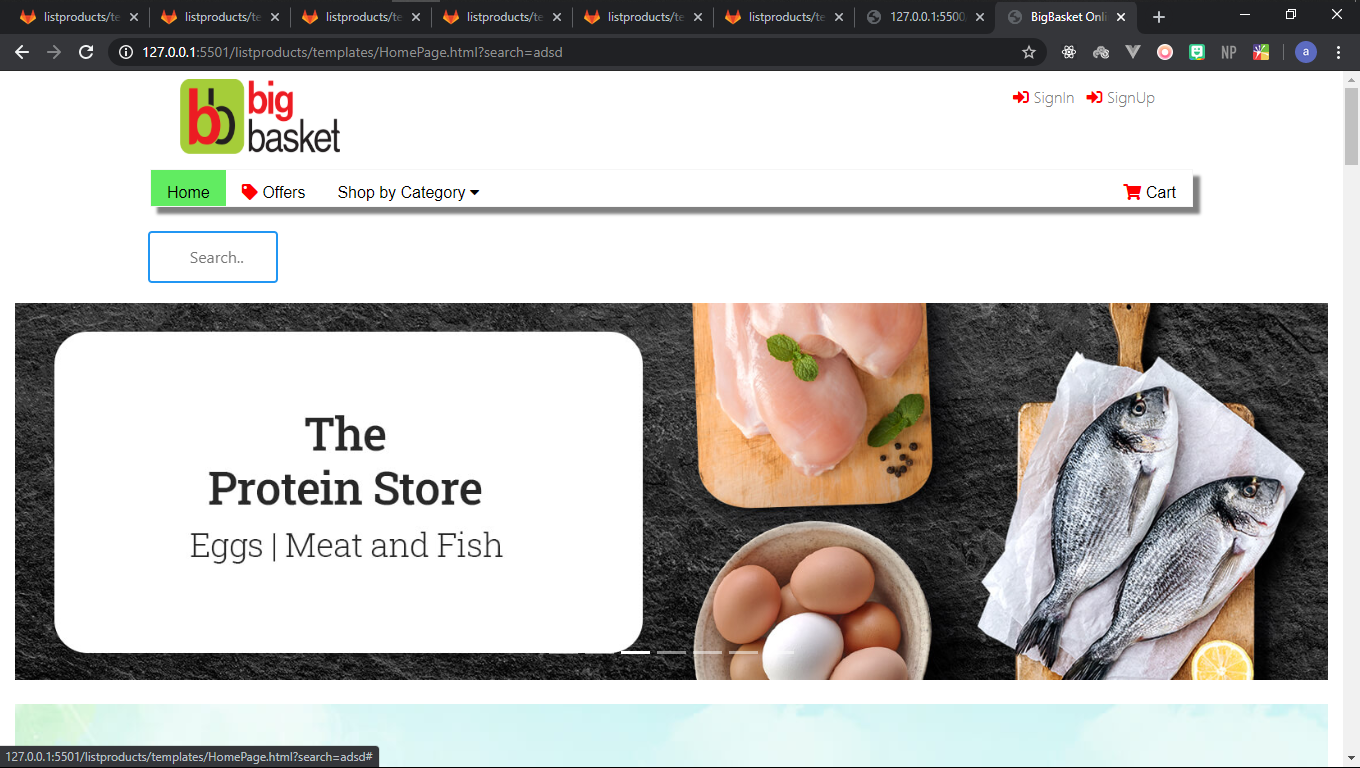 listproducts/te listproducts/te listproducts/te listproducts/te listproducts/te listproducts/te 127.0.0.1:5500 BigBasket Onli
127.0.0.1:5501/listproducts/templates/HomePage.html?search=adsd
NP
a
bb big
basket
SignIn SignUp
Home Offers Shop by Category Cart
Search..
The
Protein Store
Eggs | Meat and Fish
127.0.0.1:5501/listproducts/templates/HomePage.html?search=adsd#